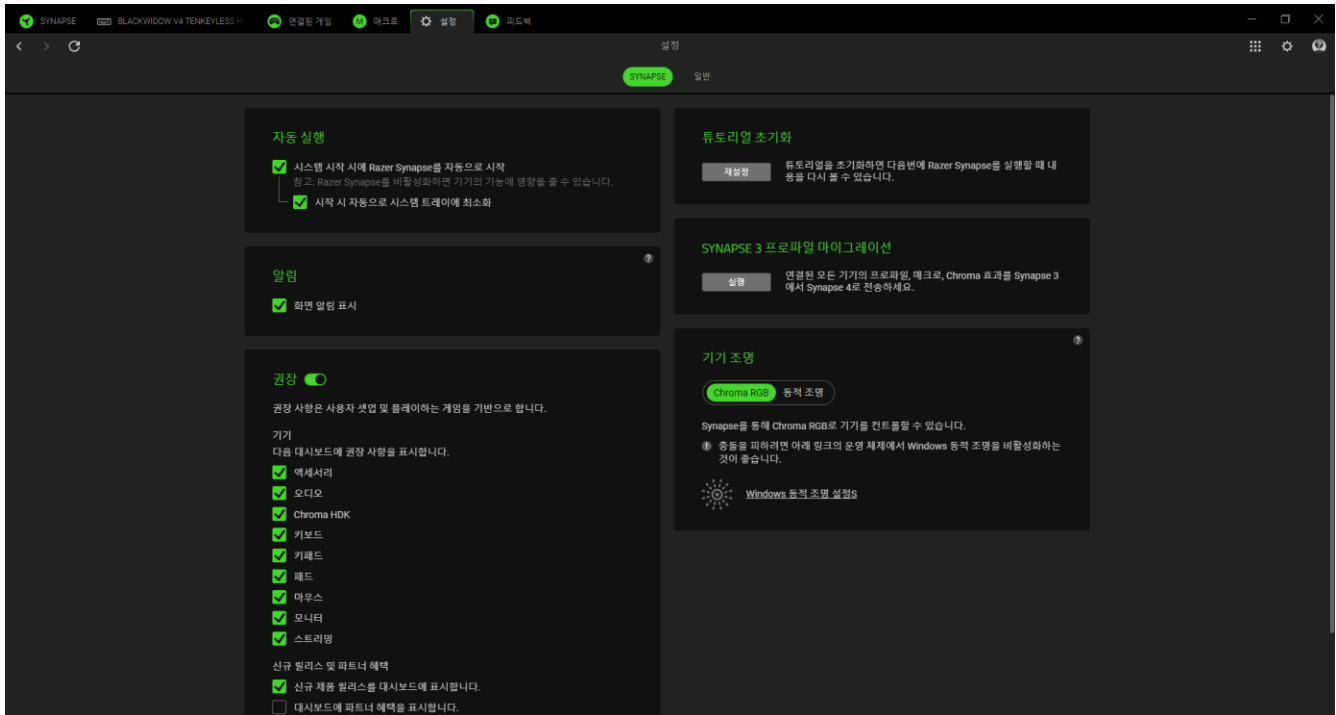 SYNAPSE
BLACKWIDOW V4 TENKEYLESS
연결된 게임
매크로
설정
피드백
설정
SYNAPSE
일반
자동 실행
시스템 시작 시에 Razer Synapse를 자동으로 시작
참고: Razer Synapse를 비활성화하면 기기의 기능에 영향을 줄 수 있습니다.
시작 시 자동으로 시스템 트레이에 최소화
알림
화면 알림 표시
권장
권장 사항은 사용자 셋업 및 플레이하는 게임을 기반으로 합니다.
기기
다음 대시보드에 권장 사항을 표시합니다.
액세서리
오디오
Chroma HDK
키보드
키패드
패드
마우스
모니터
스트리밍
신규 릴리스 및 파트너 혜택
신규 제품 릴리스를 대시보드에 표시합니다.
대시보드에 파트너 혜택을 표시합니다.
튜토리얼 초기화
재설정
튜토리얼을 초기화하면 다음번에 Razer Synapse를 실행할 때 내
용을 다시 볼 수 있습니다.
SYNAPSE 3 프로파일 마이그레이션
실행
연결된 모든 기기의 프로파일, 매크로, Chroma 효과를 Synapse 3
에서 Synapse 4로 전송하세요.
기기 조명
Chroma RGB
동적 조명
Synapse를 통해 Chroma RGB로 기기를 컨트롤할 수 있습니다.
충돌을 피하려면 아래 링크의 운영 체제에서 Windows 동적 조명을 비활성화하는
것이 좋습니다.
Windows 동적 조명 설정S